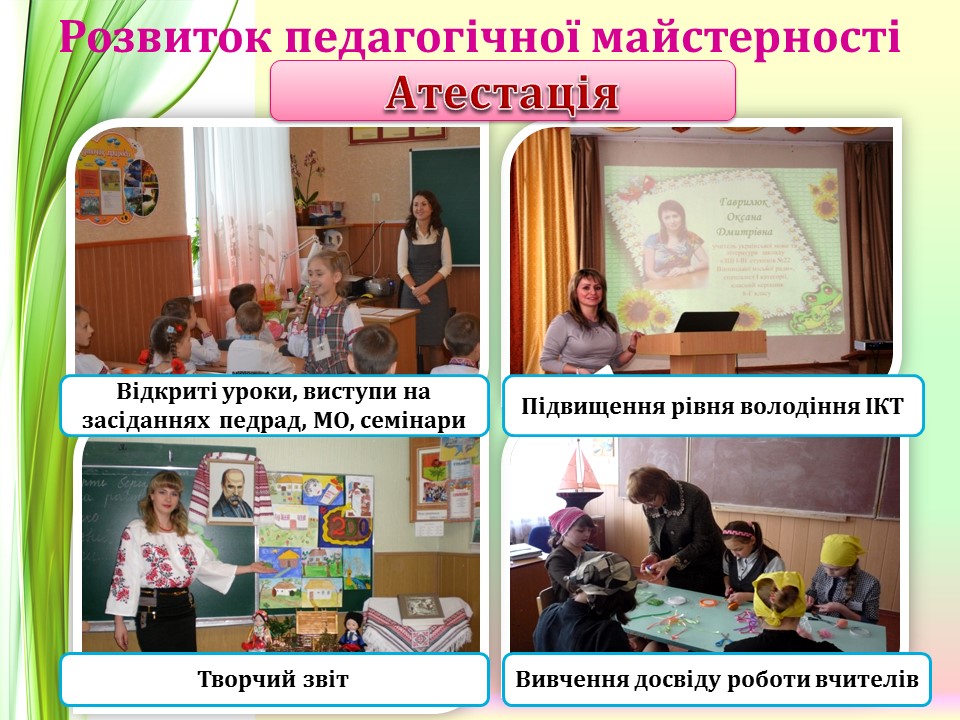 Розвиток педагогічної майстерності
Атестація
Гаврилюк
Оксана
Дмитрівна
Відкриті уроки, виступи на
засіданнях педрад, МО, семінари
Підвищення рівня володіння ІКТ
200
Творчий звіт
Вивчення досвіду роботи вчителів